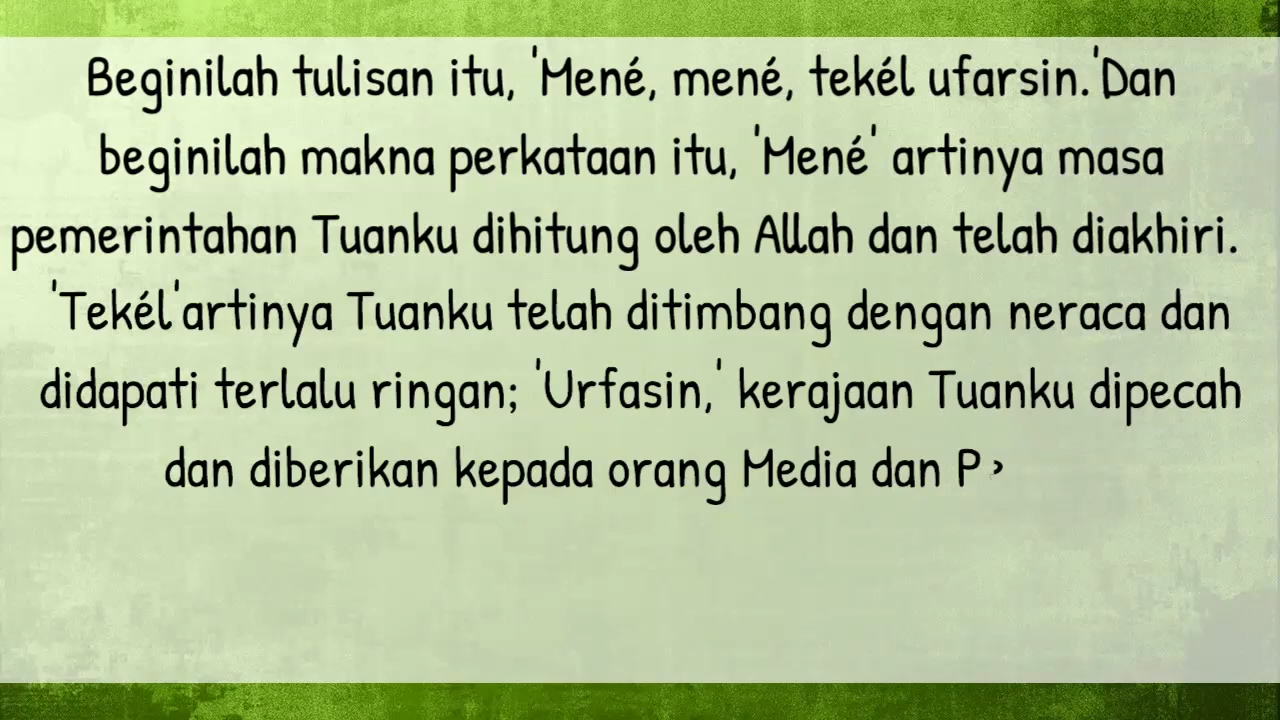 Beginilah tulisan itu, 'Mené, mené, tekél ufarsin.'Dan
beginilah makna perkataan itu, 'Mené' artinya masa
pemerintahan Tuanku dihitung oleh Allah dan telah diakhiri.
'Tekél'artinya Tuanku telah ditimbang dengan neraca dan
didapati terlalu ringan; 'Urfasin,' kerajaan Tuanku dipecah
dan diberikan kepada orang Media dan P